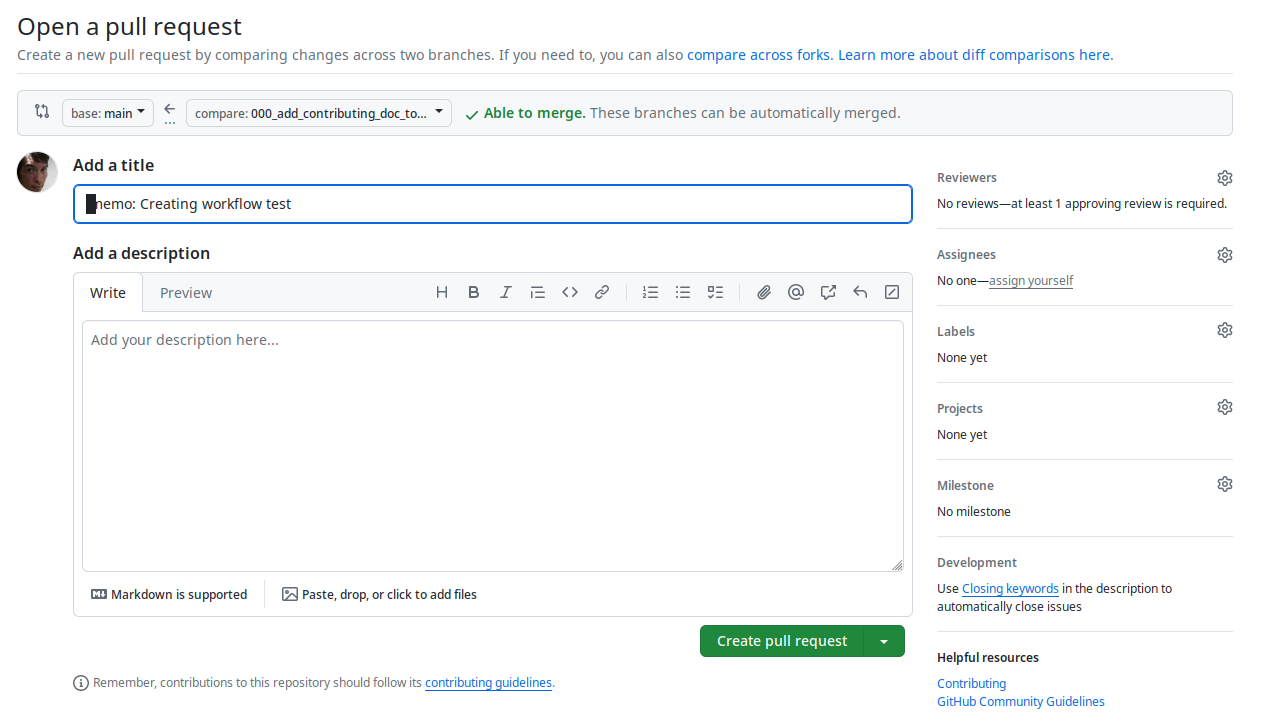 Open a pull request
Create a new pull request by comparing changes across two branches. If you need to, you can also compare across forks. Learn more about diff comparisons here.
base: main
compare: 000_add_contributing_doc_to...
Able to merge. These branches can be automatically merged.
Add a title
nemo: Creating workflow test
Add a description
Write
Preview
Add your description here...
Markdown is supported
Paste, drop, or click to add files
Create pull request
Remember, contributions to this repository should follow its contributing guidelines.
Reviewers
No reviews—at least 1 approving review is required.
Assignees
No one—assign yourself
Labels
None yet
Projects
None yet
Milestone
No milestone
Development
Use Closing keywords in the description to
automatically close issues
Helpful resources
Contributing
GitHub Community Guidelines